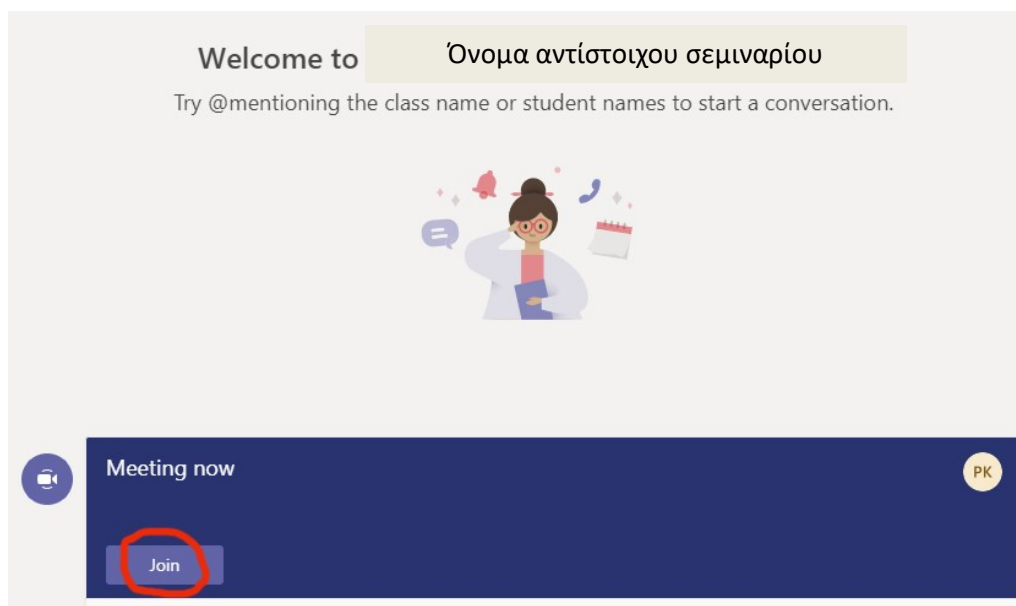 Welcome to Όνομα αντίστοιχου σεμιναρίου
Try @mentioning the class name or student names to start a conversation.
Meeting now
PK
Join